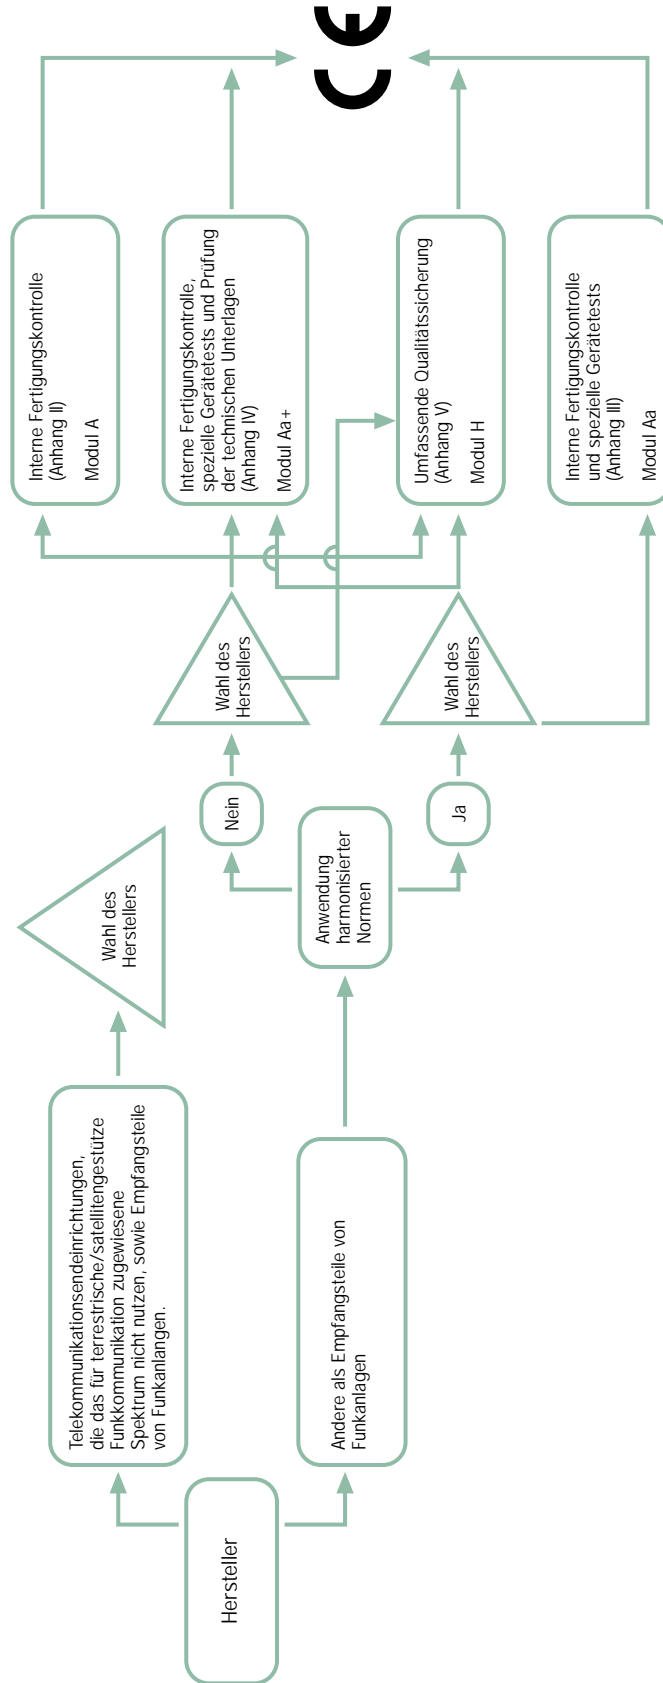 Hersteller
Telekommunikationsendeinrichtungen,
die das für terrestrische/satellitengestütze
Funkkommunikation zugewiesene
Spektrum nicht nutzen, sowie Empfangsteile
von Funkanlangen.
Andere als Empfangsteile von
Funkanlagen
Wahl des
Herstellers
Anwendung
harmonisierter
Normen
Nein
Ja
Wahl des
Herstellers
Wahl des
Herstellers
Interne Fertigungskontrolle
(Anhang II)
Modul A
Interne Fertigungskontrolle,
spezielle Gerätetests und Prüfung
der technischen Unterlagen
(Anhang IV)
Modul Aa+
Umfassende Qualitätssicherung
(Anhang V)
Modul H
Interne Fertigungskontrolle
und spezielle Gerätetests
(Anhang III)
Modul Aa
CE